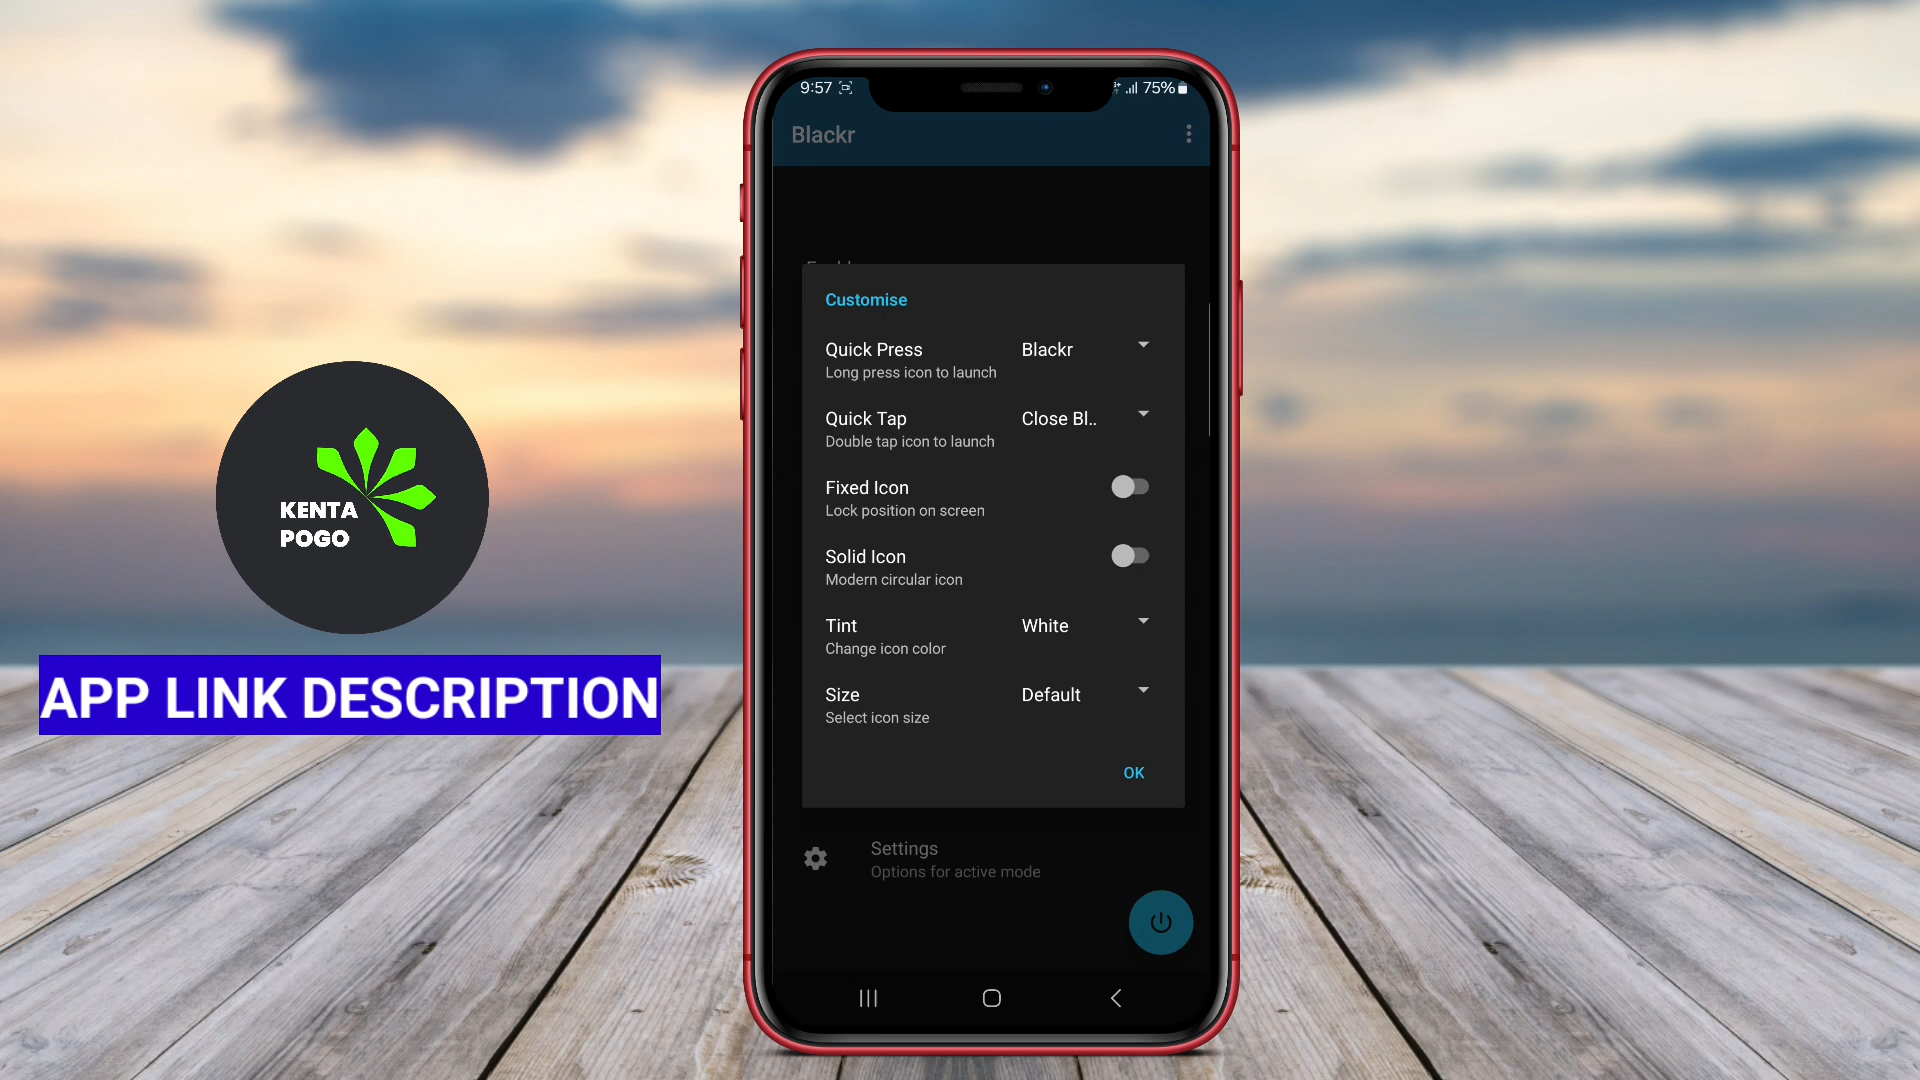 9:57
75%
Blackr
Customise
Quick Press
Blackr
Long press icon to launch
Quick Tap
Close Bl..
Double tap icon to launch
Fixed Icon
Lock position on screen
Solid Icon
Modern circular icon
Tint
White
Change icon color
Size
Default
Select icon size
OK
Settings
Options for active mode
KENTA
POGO
APP LINK DESCRIPTION